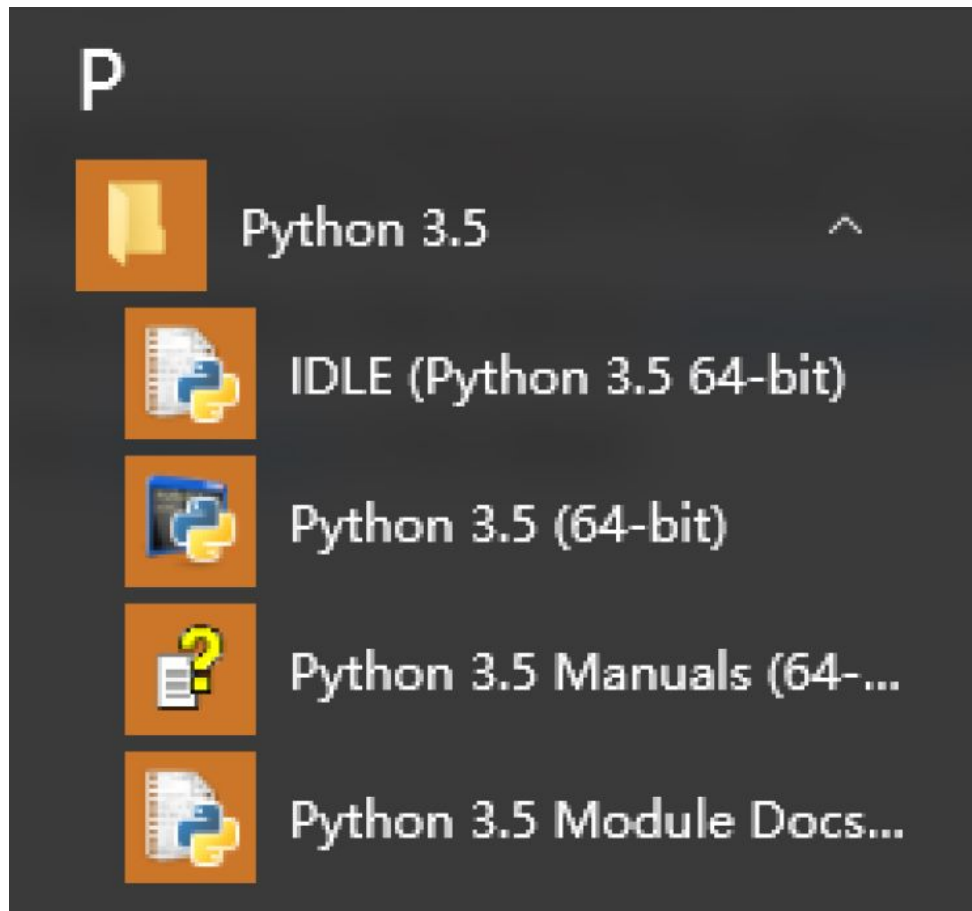 P
Python 3.5
IDLE (Python 3.5 64-bit)
Python 3.5 (64-bit)
Python 3.5 Manuals (64-...
Python 3.5 Module Docs...